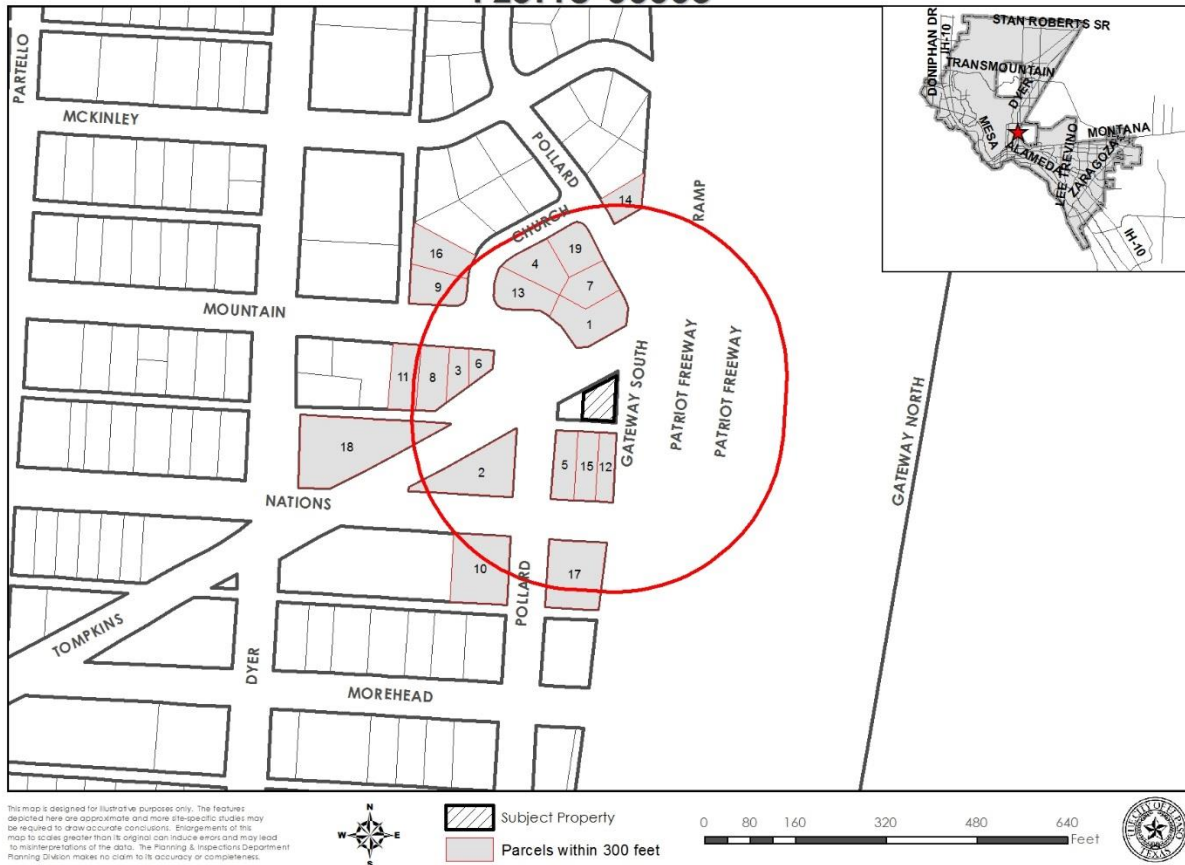 STAN ROBERTS SR
DONIPHAN DR
IH-10
TRANSMOUNTAIN
DYER
MESA
MONTANA
ALAMEDA
LEE TREVINO
ZARAGOZA
IH-10
PARTELLO
MCKINLEY
POLLARD
14
RAMP
CHURCH
19
16
4
9
13
7
MOUNTAIN
1
GATEWAY SOUTH
PATRIOT FREEWAY
PATRIOT FREEWAY
11
8
3
6
18
2
5
15
12
GATEWAY NORTH
NATIONS
10
POLLARD
17
TOMPKINS
DYER
MOREHEAD
This map is designed for illustrative purposes only. The features
depicted here are approximate and more site-specific studies may
be required to draw accurate conclusions. Enlargements of this
map to scales greater than its original can induce errors and may lead
to misinterpretations of the data. The Planning & Inspections Department
Planning Division makes no claim to its accuracy or completeness.
N
W
E
S
Subject Property
Parcels within 300 feet
0 80 160 320 480 640
Feet